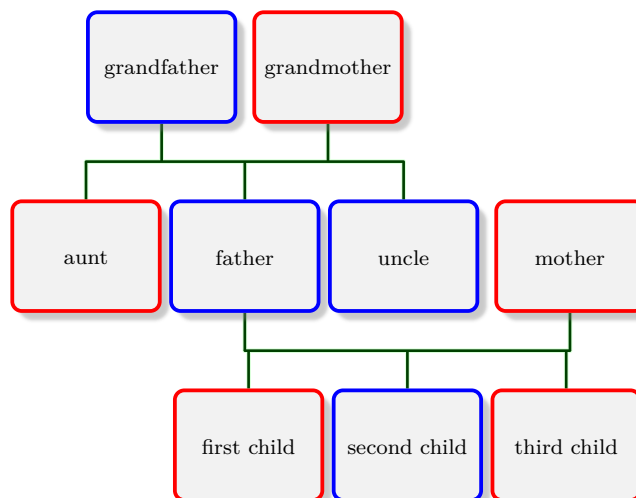 grandfather
grandmother
aunt
father
uncle
mother
first child
second child
third child